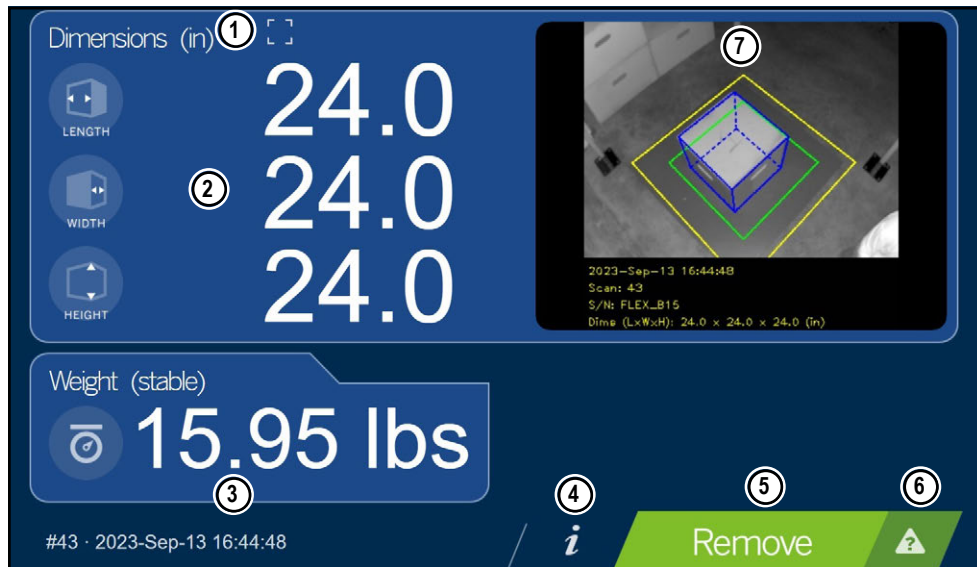 Dimensions (in)
1
LENGTH
24.0
2
WIDTH
24.0
HEIGHT
24.0
7
2023-Sep-13 16:44:48
Scan: 43
S/N: FLEX_B15
Dims (LxWxH): 24.0 x 24.0 x 24.0 (in)
Weight (stable)
15.95 lbs
3
4
5
6
#43 · 2023-Sep-13 16:44:48
i
Remove
?